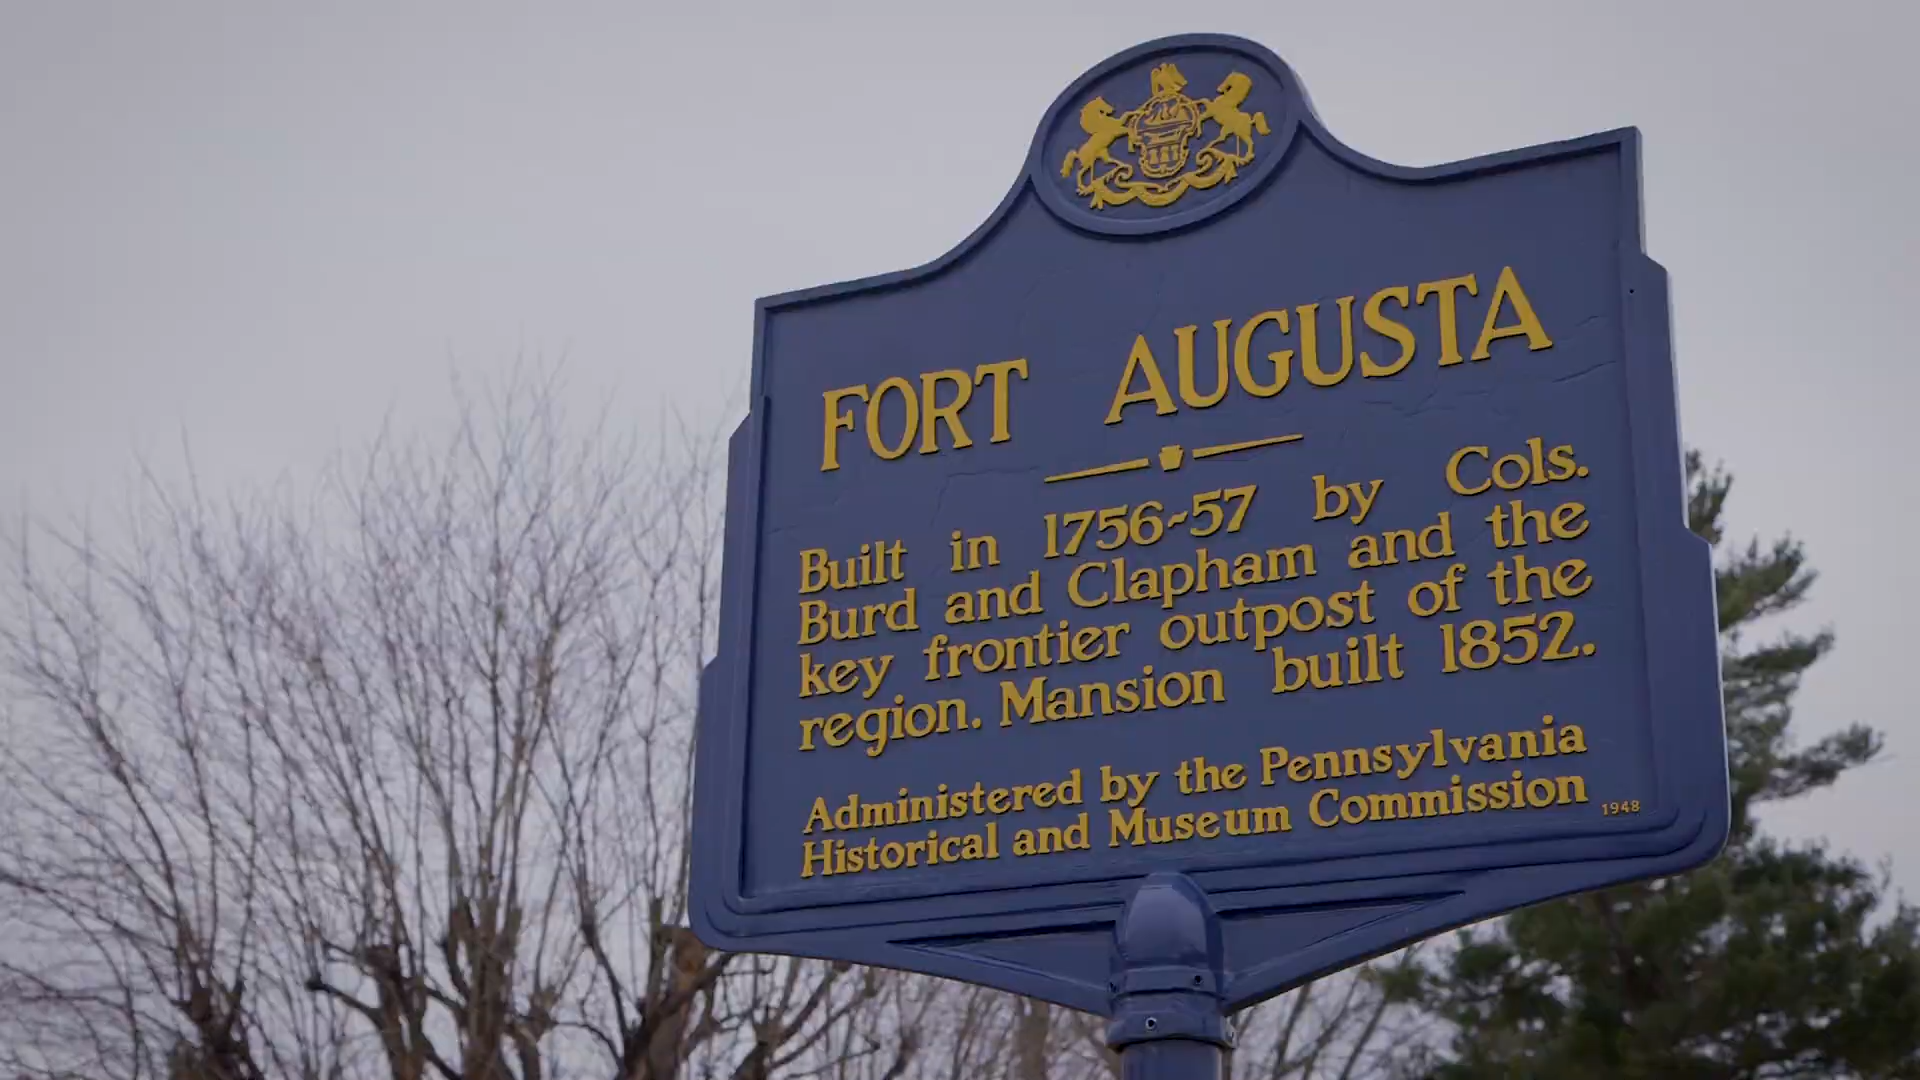 FORT AUGUSTA
Built in 1756-57 by Cols.
Burd and Clapham and the
key frontier outpost of the
region. Mansion built 1852.
Administered by the Pennsylvania
Historical and Museum Commission
1948